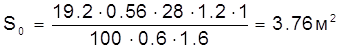 S₀ = (19.2·0.56·28·1.2·1)/(100·0.6·1.6) = 3.76 м²